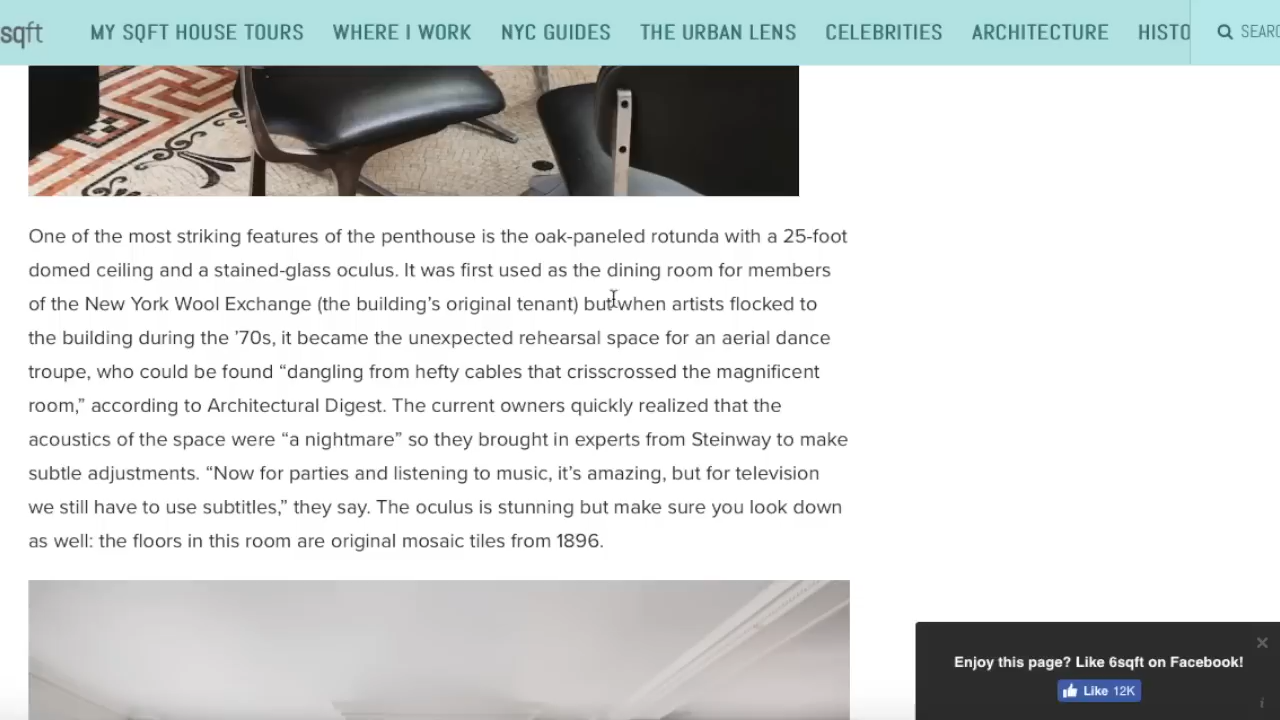 sqft
MY SQFT HOUSE TOURS
WHERE I WORK
NYC GUIDES
THE URBAN LENS
CELEBRITIES
ARCHITECTURE
HISTO
SEARC
One of the most striking features of the penthouse is the oak-paneled rotunda with a 25-foot
domed ceiling and a stained-glass oculus. It was first used as the dining room for members
of the New York Wool Exchange (the building’s original tenant) but when artists flocked to
the building during the ’70s, it became the unexpected rehearsal space for an aerial dance
troupe, who could be found “dangling from hefty cables that crisscrossed the magnificent
room,” according to Architectural Digest. The current owners quickly realized that the
acoustics of the space were “a nightmare” so they brought in experts from Steinway to make
subtle adjustments. “Now for parties and listening to music, it’s amazing, but for television
we still have to use subtitles,” they say. The oculus is stunning but make sure you look down
as well: the floors in this room are original mosaic tiles from 1896.
Enjoy this page? Like 6sqft on Facebook!
Like 12K
i